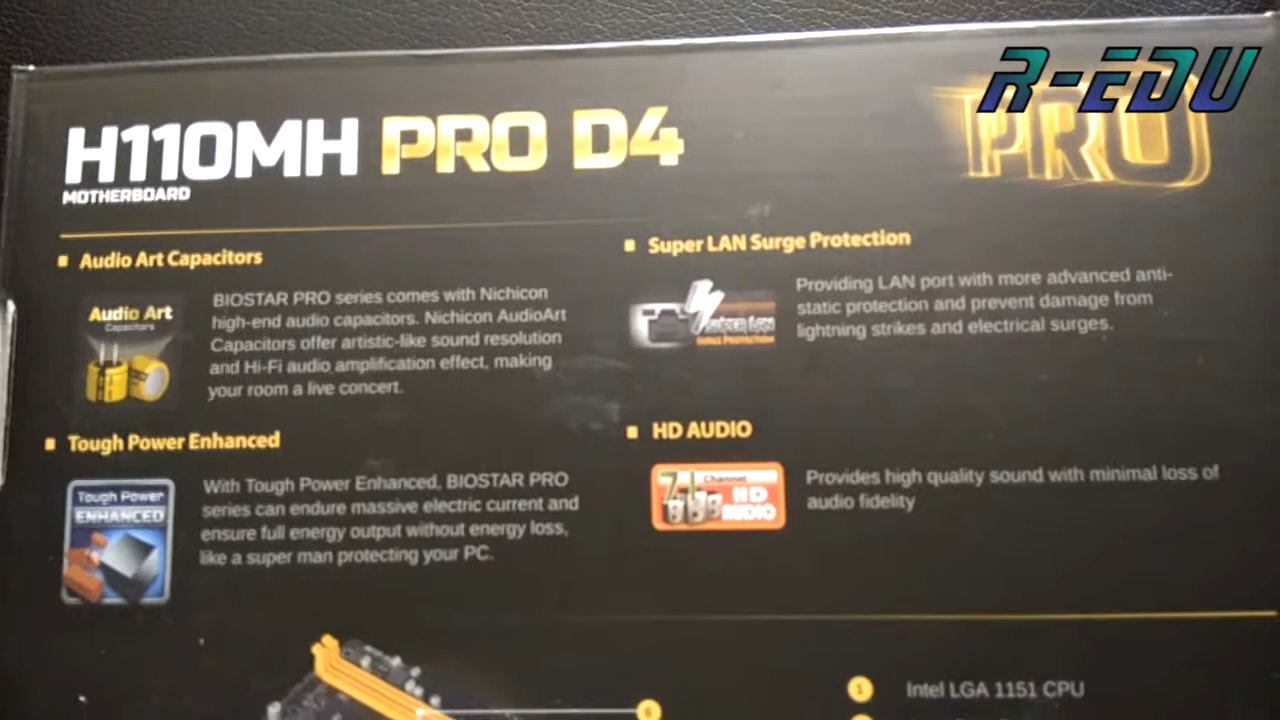 R-EDU
PRO
H110MH PRO D4
MOTHERBOARD
Audio Art Capacitors
Audio Art
Capacitors
BIOSTAR PRO series comes with Nichicon
high-end audio capacitors. Nichicon AudioArt
Capacitors offer artistic-like sound resolution
and Hi-Fi audio amplification effect, making
your room a live concert.
Super LAN Surge Protection
SUPER LAN
SURGE PROTECTION
Providing LAN port with more advanced anti-
static protection and prevent damage from
lightning strikes and electrical surges.
Tough Power Enhanced
Tough Power
ENHANCED
With Tough Power Enhanced, BIOSTAR PRO
series can endure massive electric current and
ensure full energy output without energy loss,
like a super man protecting your PC.
HD AUDIO
7.1 Channel
HD
AUDIO
Provides high quality sound with minimal loss of
audio fidelity
6
1 Intel LGA 1151 CPU